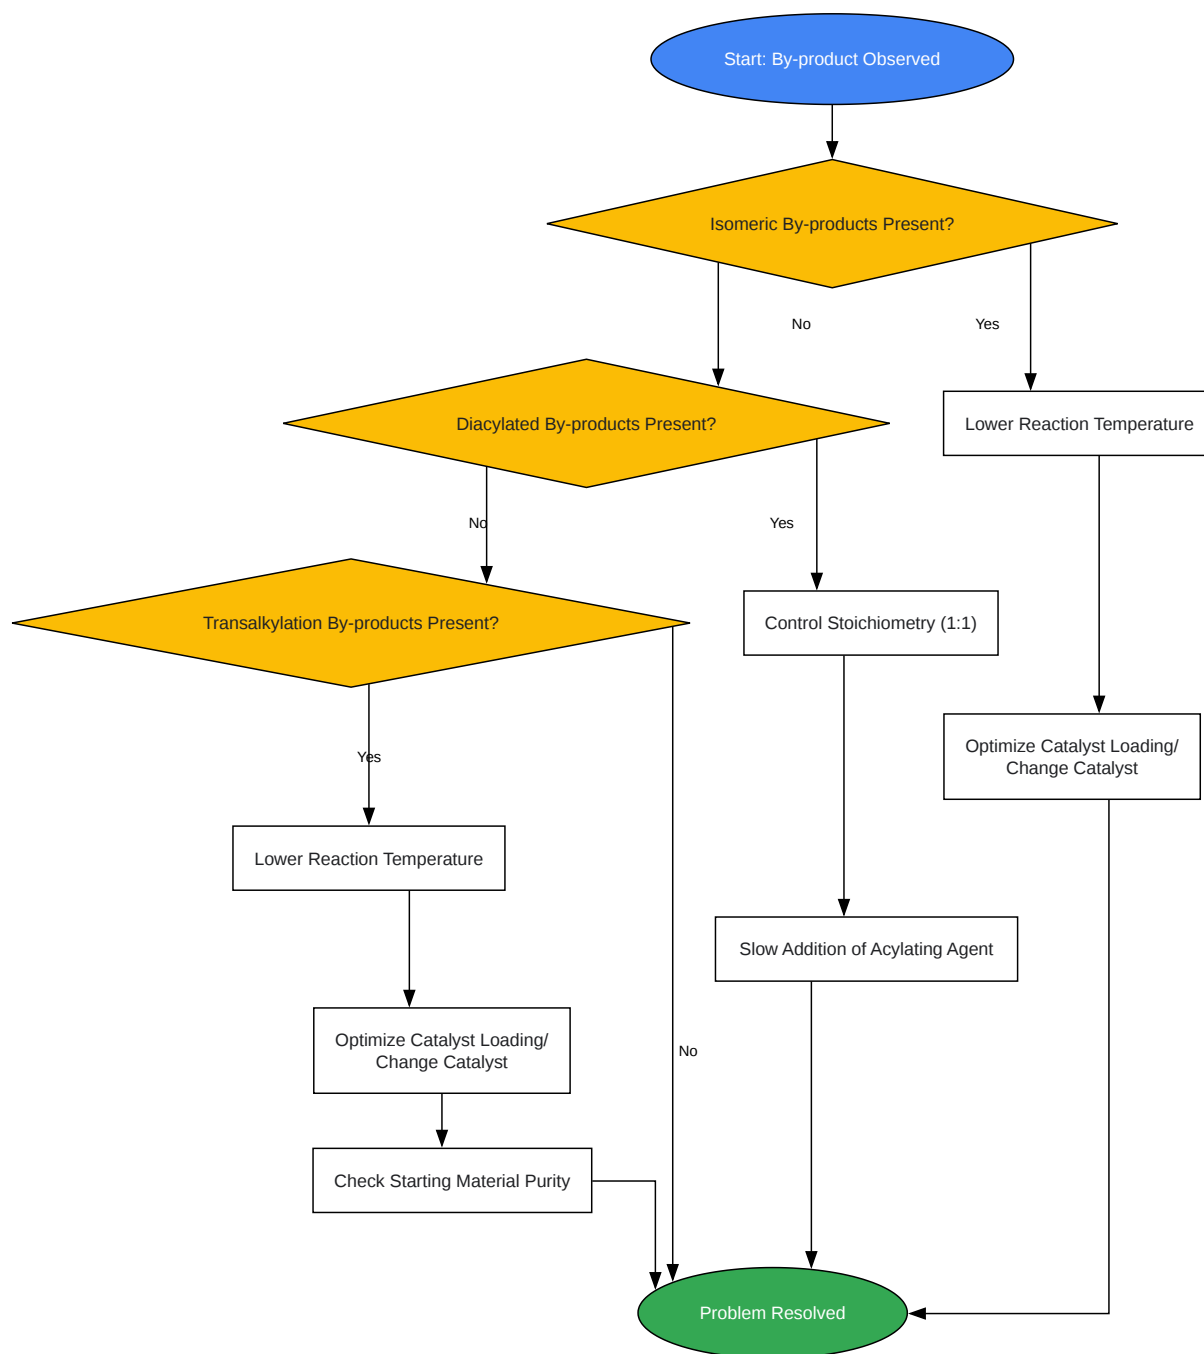 Start: By-product Observed
Isomeric By-products Present?
No
Yes
Diacylated By-products Present?
Lower Reaction Temperature
No
Yes
Transalkylation By-products Present?
Control Stoichiometry (1:1)
Optimize Catalyst Loading/
Change Catalyst
Yes
Lower Reaction Temperature
Slow Addition of Acylating Agent
Optimize Catalyst Loading/
Change Catalyst
No
Check Starting Material Purity
Problem Resolved